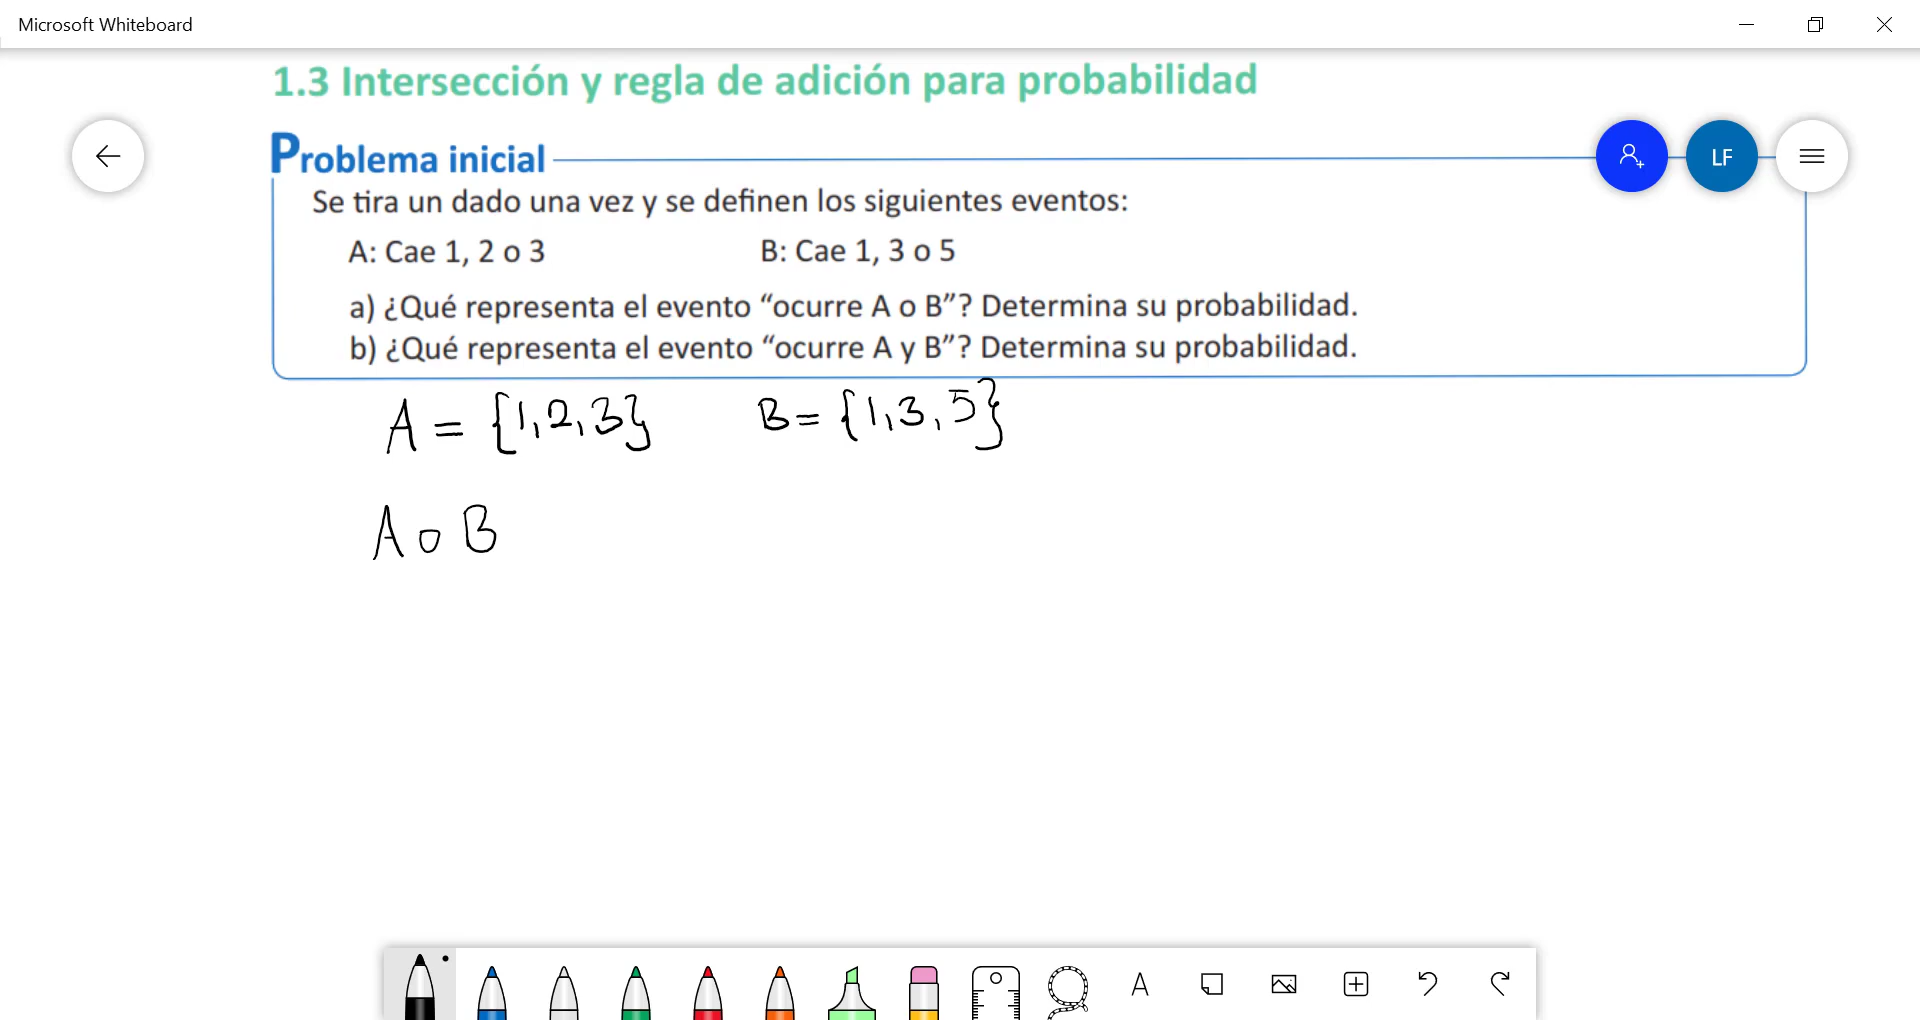 Microsoft Whiteboard
1.3 Intersección y regla de adición para probabilidad
Problema inicial
LF
Se tira un dado una vez y se definen los siguientes eventos:
A: Cae 1, 2 o 3 B: Cae 1, 3 o 5
a) ¿Qué representa el evento “ocurre A o B”? Determina su probabilidad.
b) ¿Qué representa el evento “ocurre A y B”? Determina su probabilidad.
A = {1,2,3} B = {1,3,5}
A o B